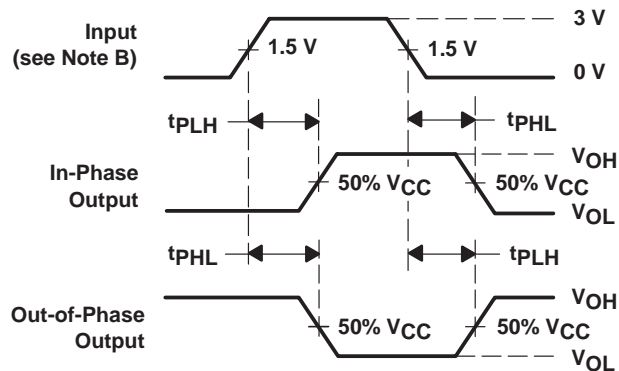 Input
(see Note B)
1.5 V
1.5 V
3 V
0 V
tPLH
tPHL
In-Phase
Output
50% VCC
50% VCC
VOH
VOL
tPHL
tPLH
Out-of-Phase
Output
50% VCC
50% VCC
VOH
VOL